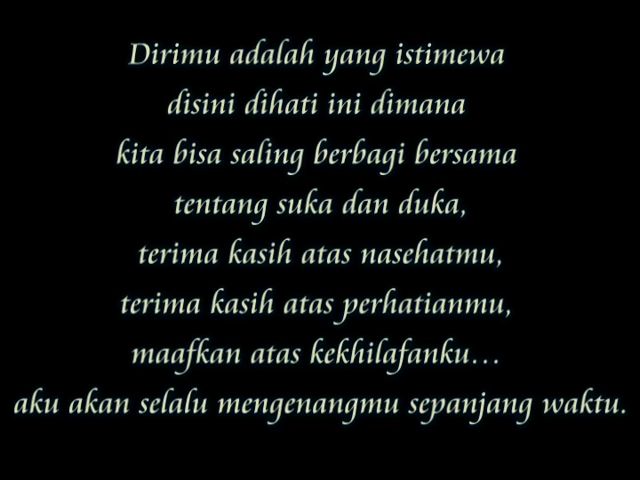 Dirimu adalah yang istimewa
disini dihati ini dimana
kita bisa saling berbagi bersama
tentang suka dan duka,
terima kasih atas nasehatmu,
terima kasih atas perhatianmu,
maafkan atas kekhilafanku...
aku akan selalu mengenangmu sepanjang waktu.